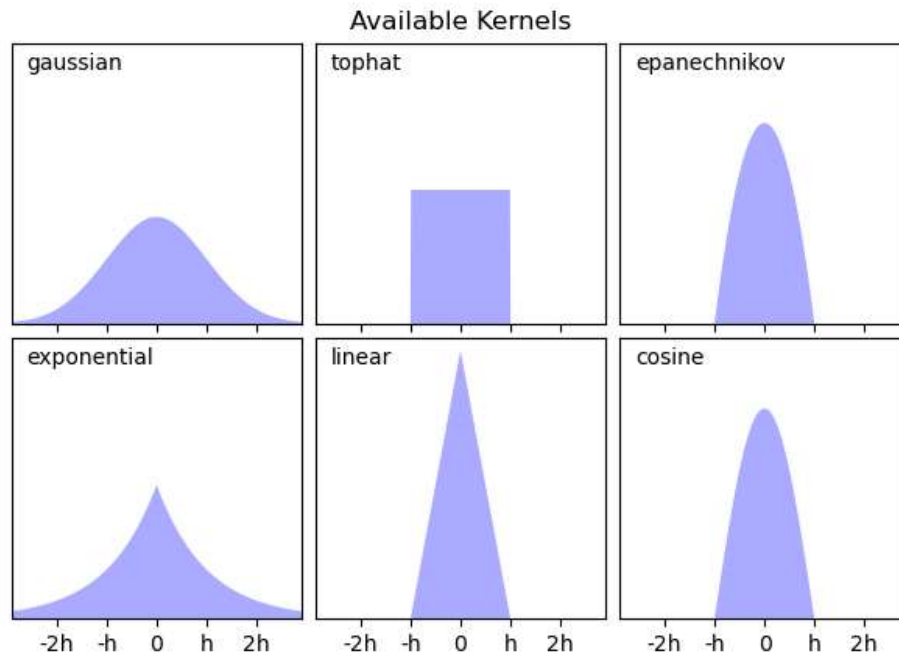 Available Kernels
gaussian
tophat
epanechnikov
exponential
linear
cosine
-2h -h 0 h 2h
-2h -h 0 h 2h
-2h -h 0 h 2h